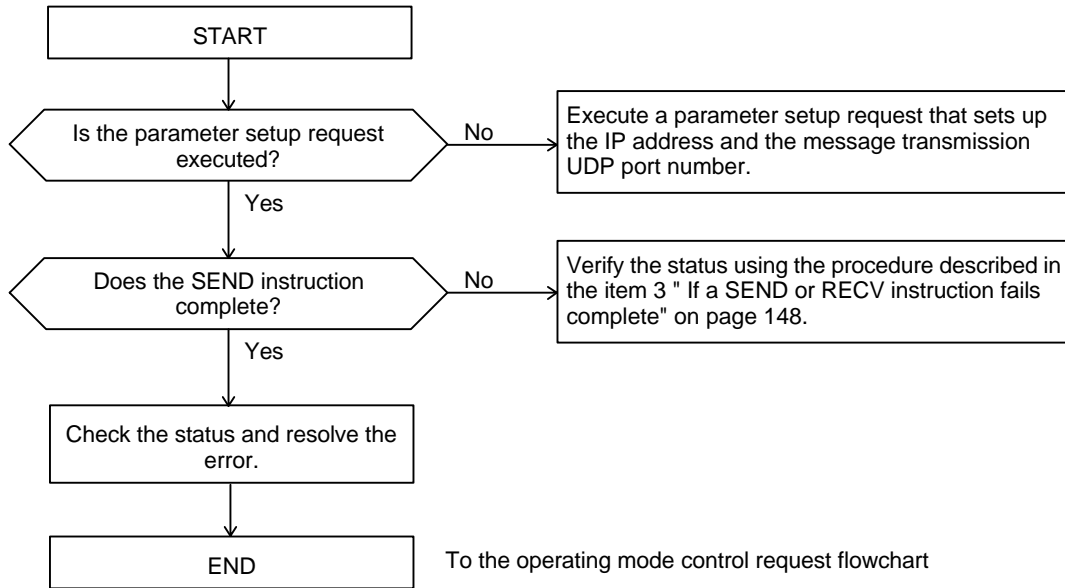 START
Is the parameter setup request
executed?
No
Execute a parameter setup request that sets up
the IP address and the message transmission
UDP port number.
Yes
Does the SEND instruction
complete?
No
Verify the status using the procedure described in
the item 3 " If a SEND or RECV instruction fails
complete" on page 148.
Yes
Check the status and resolve the
error.
END
To the operating mode control request flowchart